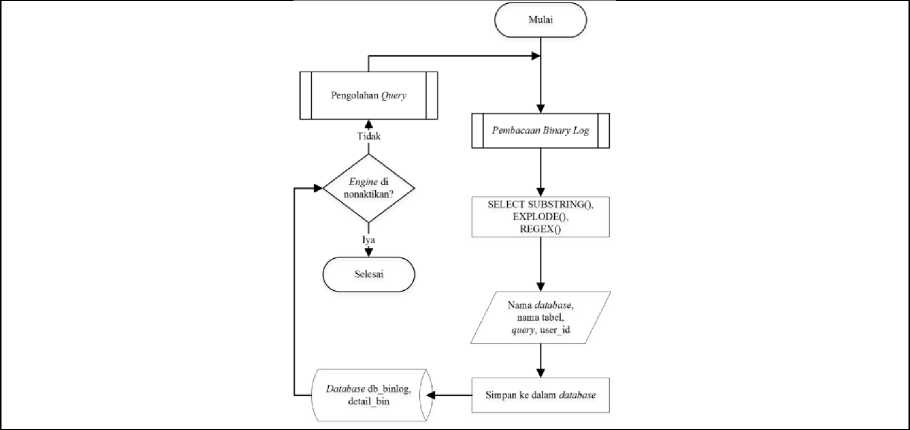 Mulai
Pengolahan Query
Pembacaan Binary Log
Tidak
Engine di
nonaktikan?
SELECT SUBSTRING(),
EXPLODE(),
REGEX()
Iya
Selesai
Nama database,
nama tabel,
query, user_id
Database db_binlog,
detail_bin
Simpan ke dalam database